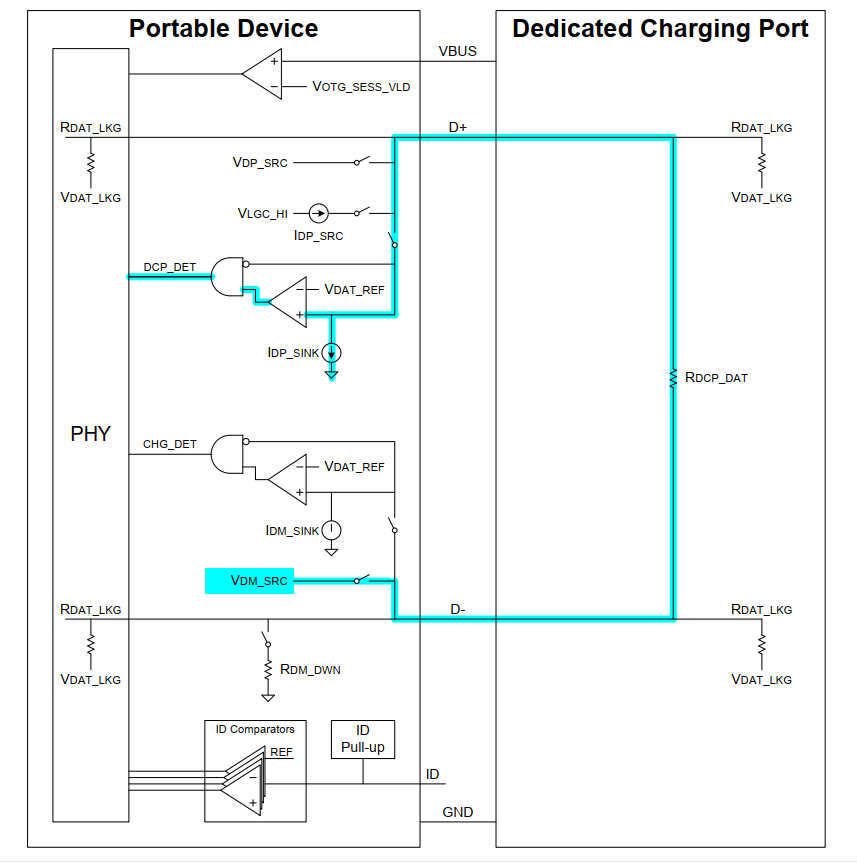 Portable Device
Dedicated Charging Port
VBUS
+
−
VOTG_SESS_VLD
RDAT_LKG
D+
RDAT_LKG
VDP_SRC
VDAT_LKG
VDAT_LKG
VLGC_HI
IDP_SRC
DCP_DET
−
VDAT_REF
+
IDP_SINK
RDCP_DAT
PHY
CHG_DET
−
VDAT_REF
+
IDM_SINK
VDM_SRC
RDAT_LKG
D-
RDAT_LKG
RDM_DWN
VDAT_LKG
VDAT_LKG
ID Comparators
REF
−
+
ID
Pull-up
ID
GND